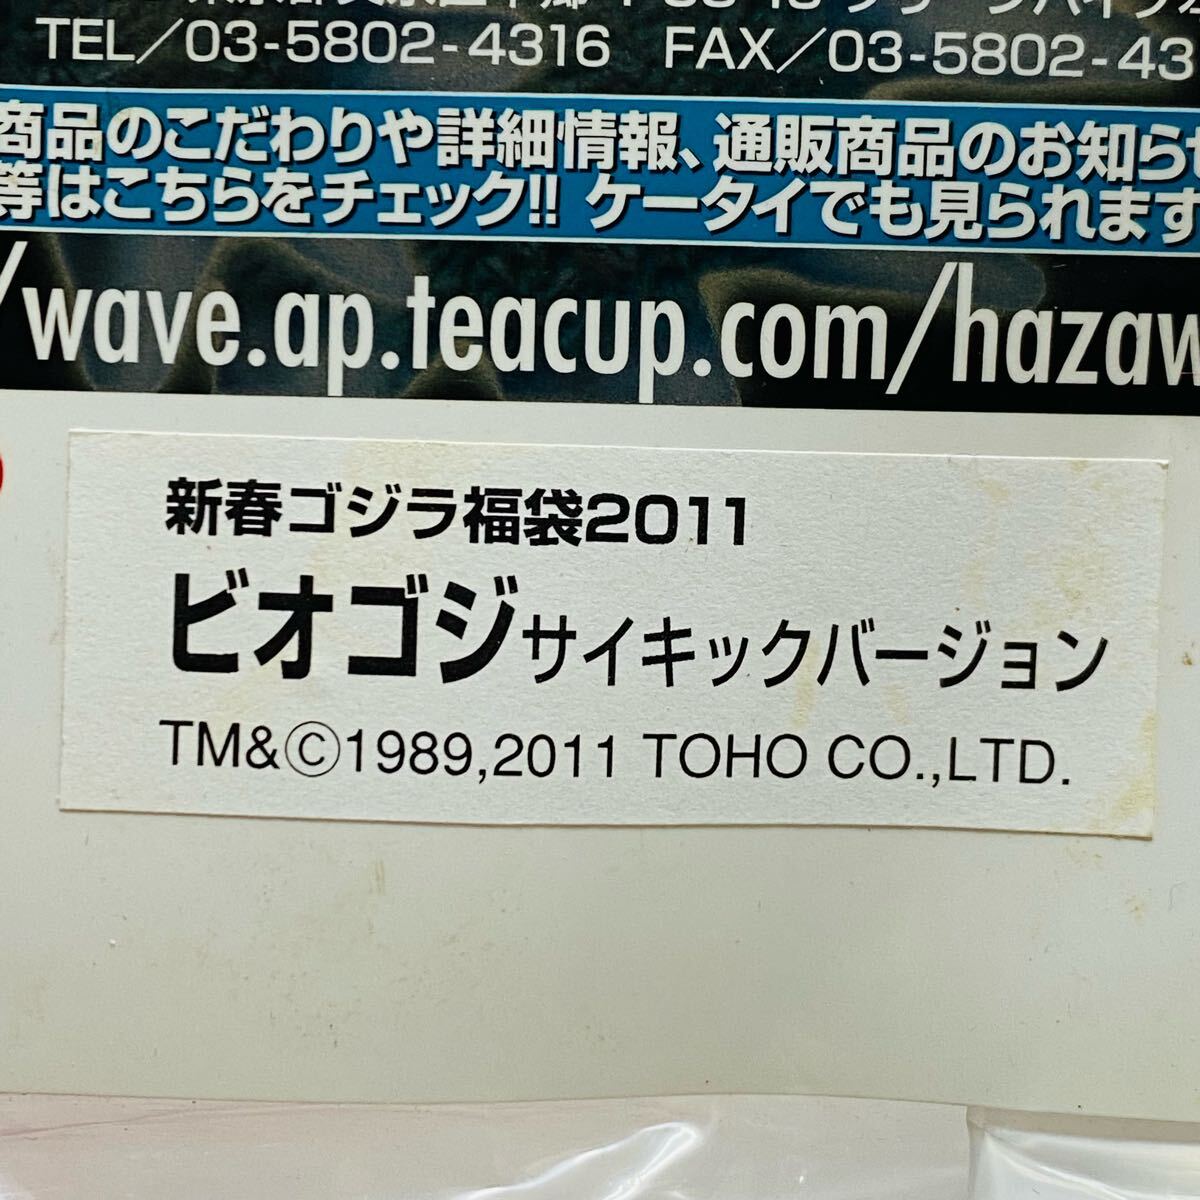 TEL／03-5802-4316 FAX／03-5802-43
商品のこだわりや詳細情報、通販商品のお知らせ
等はこちらをチェック!! ケータイでも見られます
/wave.ap.teacup.com/hazaw
新春ゴジラ福袋2011
ビオゴジサイキックバージョン
TM&©1989,2011 TOHO CO.,LTD.